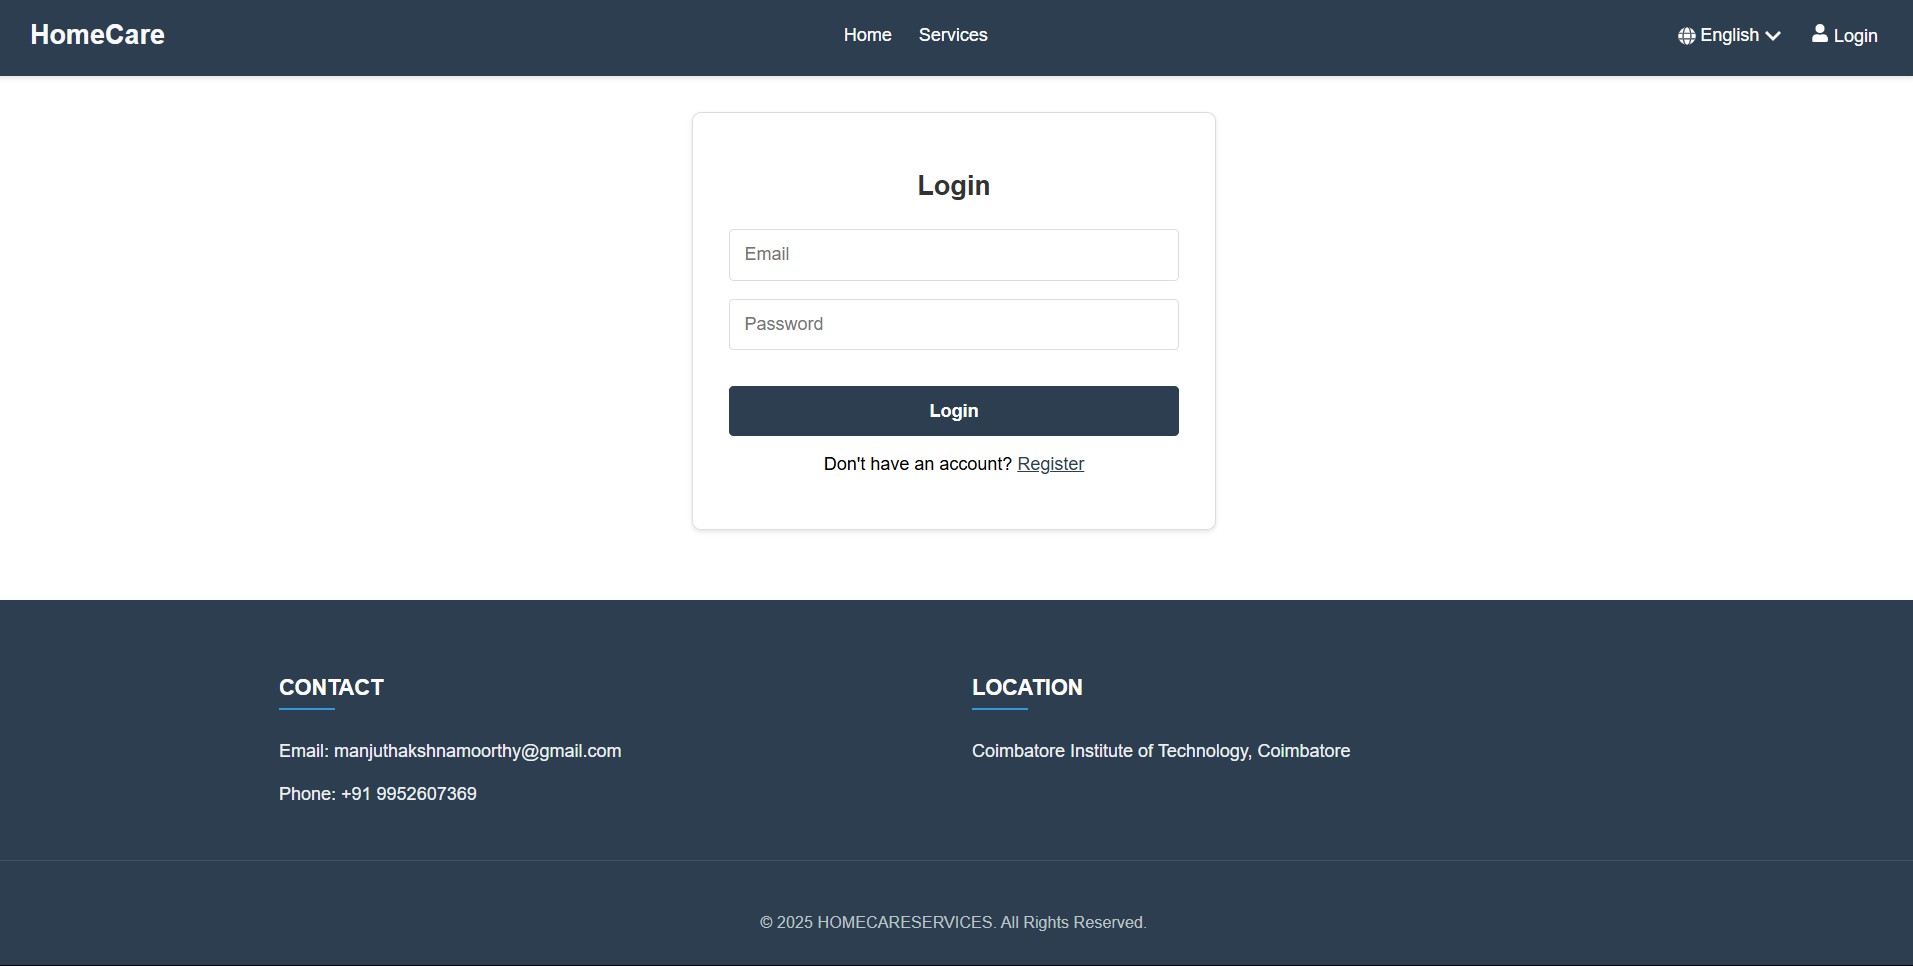 HomeCare
Home Services
English
Login
Login
Email
Password
Login
Don't have an account? Register
CONTACT
Email: manjuthakshnamoorthy@gmail.com
Phone: +91 9952607369
LOCATION
Coimbatore Institute of Technology, Coimbatore
© 2025 HOMECARESERVICES. All Rights Reserved.